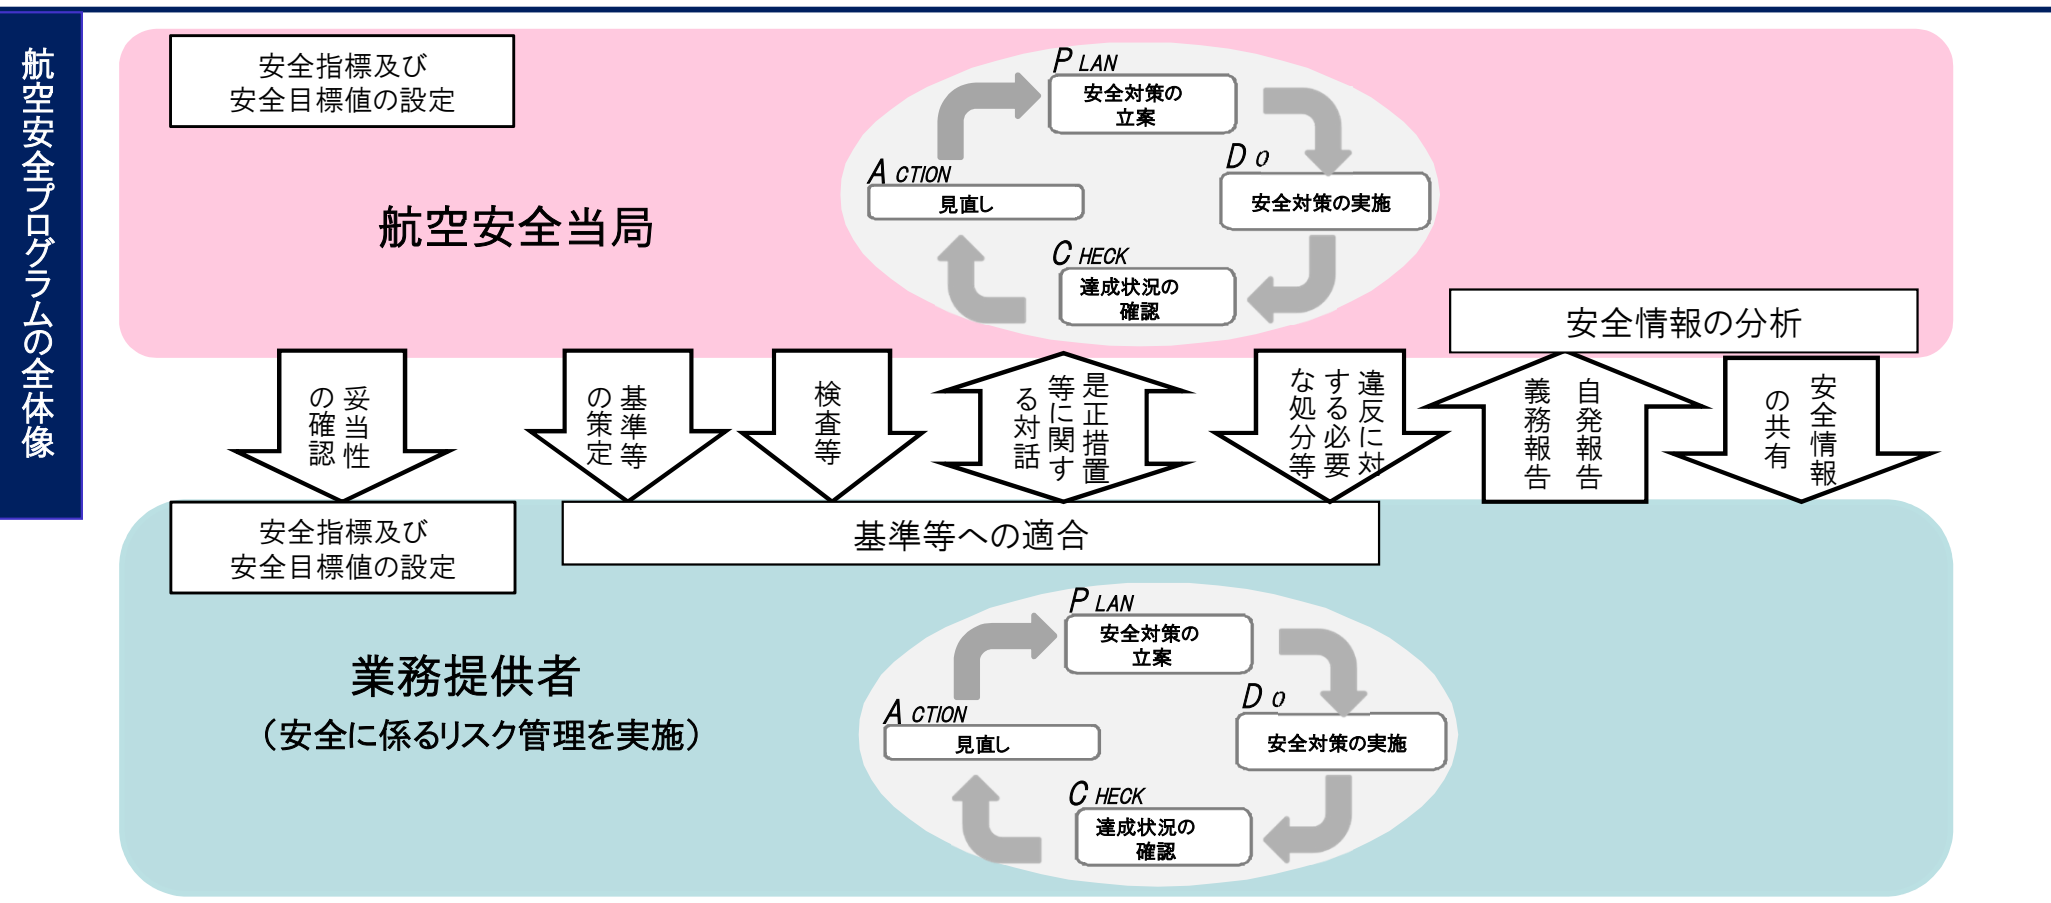 航空安全プログラムの全体像
安全指標及び
安全目標値の設定
航空安全当局
PLAN
安全対策の
立案
Do
安全対策の実施
CHECK
達成状況の
確認
ACTION
見直し
安全情報の分析
妥当性
の確認
基準等
の策定
検査等
是正措置
等に関す
る対話
違反に対
する必要
な処分等
自発報告
義務報告
安全情報
の共有
安全指標及び
安全目標値の設定
基準等への適合
業務提供者
（安全に係るリスク管理を実施）
PLAN
安全対策の
立案
Do
安全対策の実施
CHECK
達成状況の
確認
ACTION
見直し